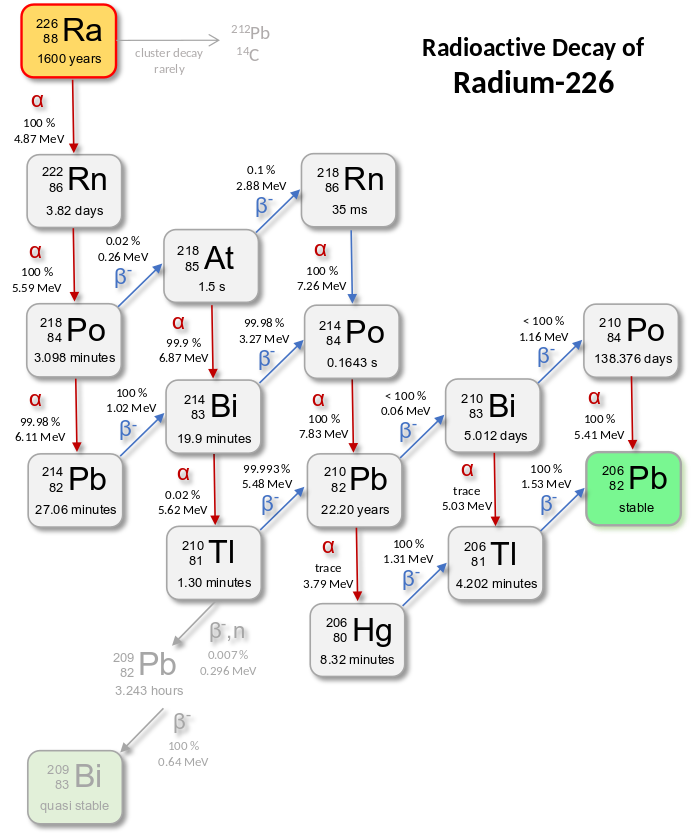 Radioactive Decay of
Radium-226
226
88
Ra
1600 years
cluster decay
rarely
212Pb
14C
α
100 %
4.87 MeV
222
86
Rn
3.82 days
0.1 %
2.88 MeV
β-
218
86
Rn
35 ms
α
100 %
5.59 MeV
0.02 %
0.26 MeV
β-
218
85
At
1.5 s
α
100 %
7.26 MeV
218
84
Po
3.098 minutes
α
99.9 %
6.87 MeV
99.98 %
3.27 MeV
β-
214
84
Po
0.1643 s
< 100 %
1.16 MeV
β-
210
84
Po
138.376 days
α
99.98 %
6.11 MeV
100 %
1.02 MeV
β-
214
83
Bi
19.9 minutes
α
100 %
7.83 MeV
< 100 %
0.06 MeV
β-
210
83
Bi
5.012 days
α
100 %
5.41 MeV
214
82
Pb
27.06 minutes
α
0.02 %
5.62 MeV
99.993 %
5.48 MeV
β-
210
82
Pb
22.20 years
α
trace
5.03 MeV
100 %
1.53 MeV
β-
206
82
Pb
stable
210
81
Tl
1.30 minutes
α
trace
3.79 MeV
100 %
1.31 MeV
β-
206
81
Tl
4.202 minutes
β-,n
0.007 %
0.296 MeV
206
80
Hg
8.32 minutes
209
82
Pb
3.243 hours
β-
100 %
0.64 MeV
209
83
Bi
quasi stable